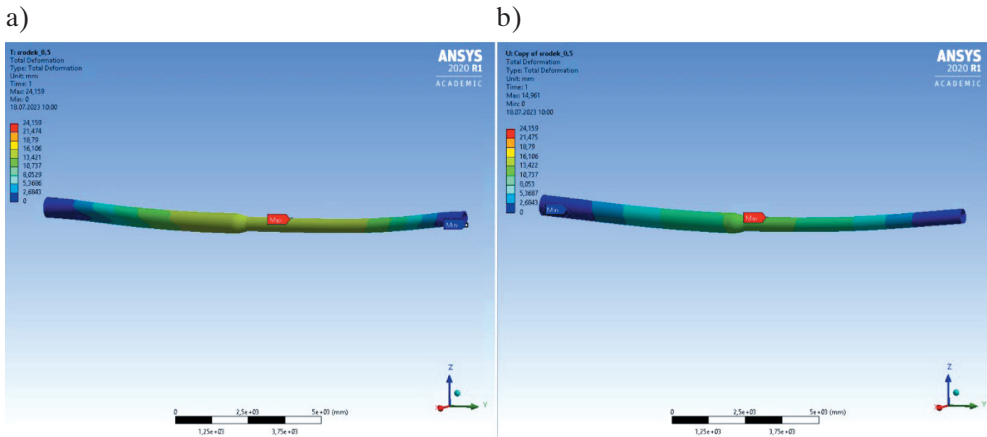 a)
T: srodek_0,5
Total Deformation
Type: Total Deformation
Unit: mm
Time: 1
Max: 24,159
Min: 0
18.07.2023 10:00
24,159
21,474
18,79
16,106
13,421
10,737
8,0529
5,3686
2,6843
0
ANSYS
2020 R1
ACADEMIC
Max
Min
Z
X
Y
0
2,5e+03
5e+03 (mm)
1,25e+03
3,75e+03
b)
U: Copy of srodek_0,5
Total Deformation
Type: Total Deformation
Unit: mm
Time: 1
Max: 14,961
Min: 0
18.07.2023 10:00
24,159
21,475
18,79
16,106
13,422
10,737
8,053
5,3687
2,6843
0
ANSYS
2020 R1
ACADEMIC
Min
Max
Z
X
Y
0
2,5e+03
5e+03 (mm)
1,25e+03
3,75e+03